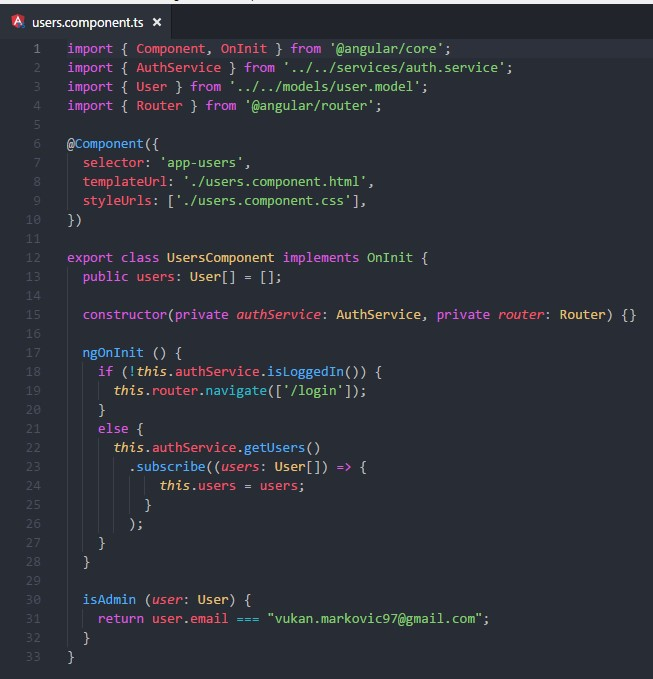 users.component.ts ×
1 import { Component, OnInit } from '@angular/core';
2 import { AuthService } from '../../services/auth.service';
3 import { User } from '../../models/user.model';
4 import { Router } from '@angular/router';
5
6 @Component({
7   selector: 'app-users',
8   templateUrl: './users.component.html',
9   styleUrls: ['./users.component.css'],
10 })
11
12 export class UsersComponent implements OnInit {
13   public users: User[] = [];
14
15   constructor(private authService: AuthService, private router: Router) {}
16
17   ngOnInit () {
18     if (!this.authService.isLoggedIn()) {
19       this.router.navigate(['/login']);
20     }
21     else {
22       this.authService.getUsers()
23         .subscribe((users: User[]) => {
24             this.users = users;
25           }
26         );
27     }
28   }
29
30   isAdmin (user: User) {
31     return user.email === "vukan.markovic97@gmail.com";
32   }
33 }